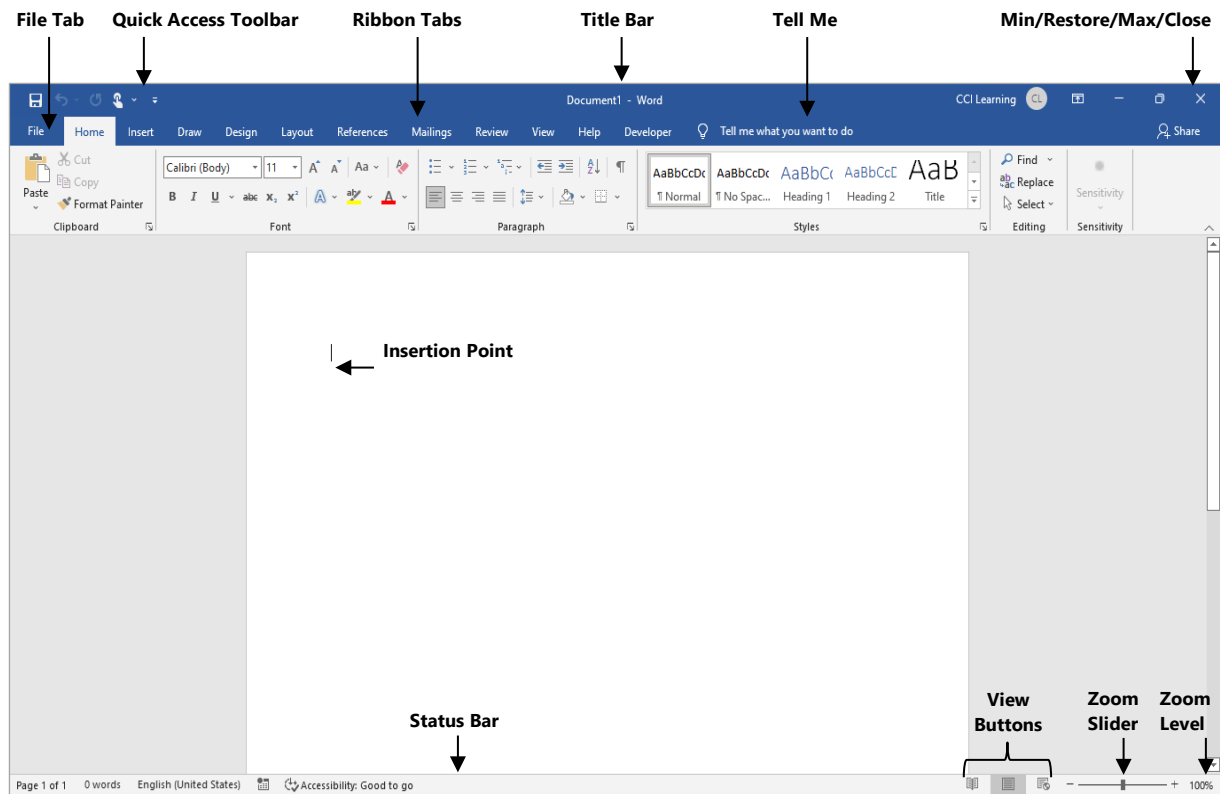 File Tab Quick Access Toolbar Ribbon Tabs Title Bar Tell Me Min/Restore/Max/Close
Document1 - Word CCI Learning CL
File Home Insert Draw Design Layout References Mailings Review View Help Developer Tell me what you want to do Share
Cut
Copy
Paste
Format Painter
Clipboard
Calibri (Body) 11 A A Aa
B I U abc x₂ x² A ab A
Font
Paragraph
AaBbCcDc AaBbCcDc AaBbCc AaBbCcE AaB
¶ Normal ¶ No Spac... Heading 1 Heading 2 Title
Styles
Find
Replace
Select
Editing
Sensitivity
Sensitivity
Insertion Point
Status Bar
View
Buttons
Zoom
Slider
Zoom
Level
Page 1 of 1 0 words English (United States) Accessibility: Good to go - + 100%